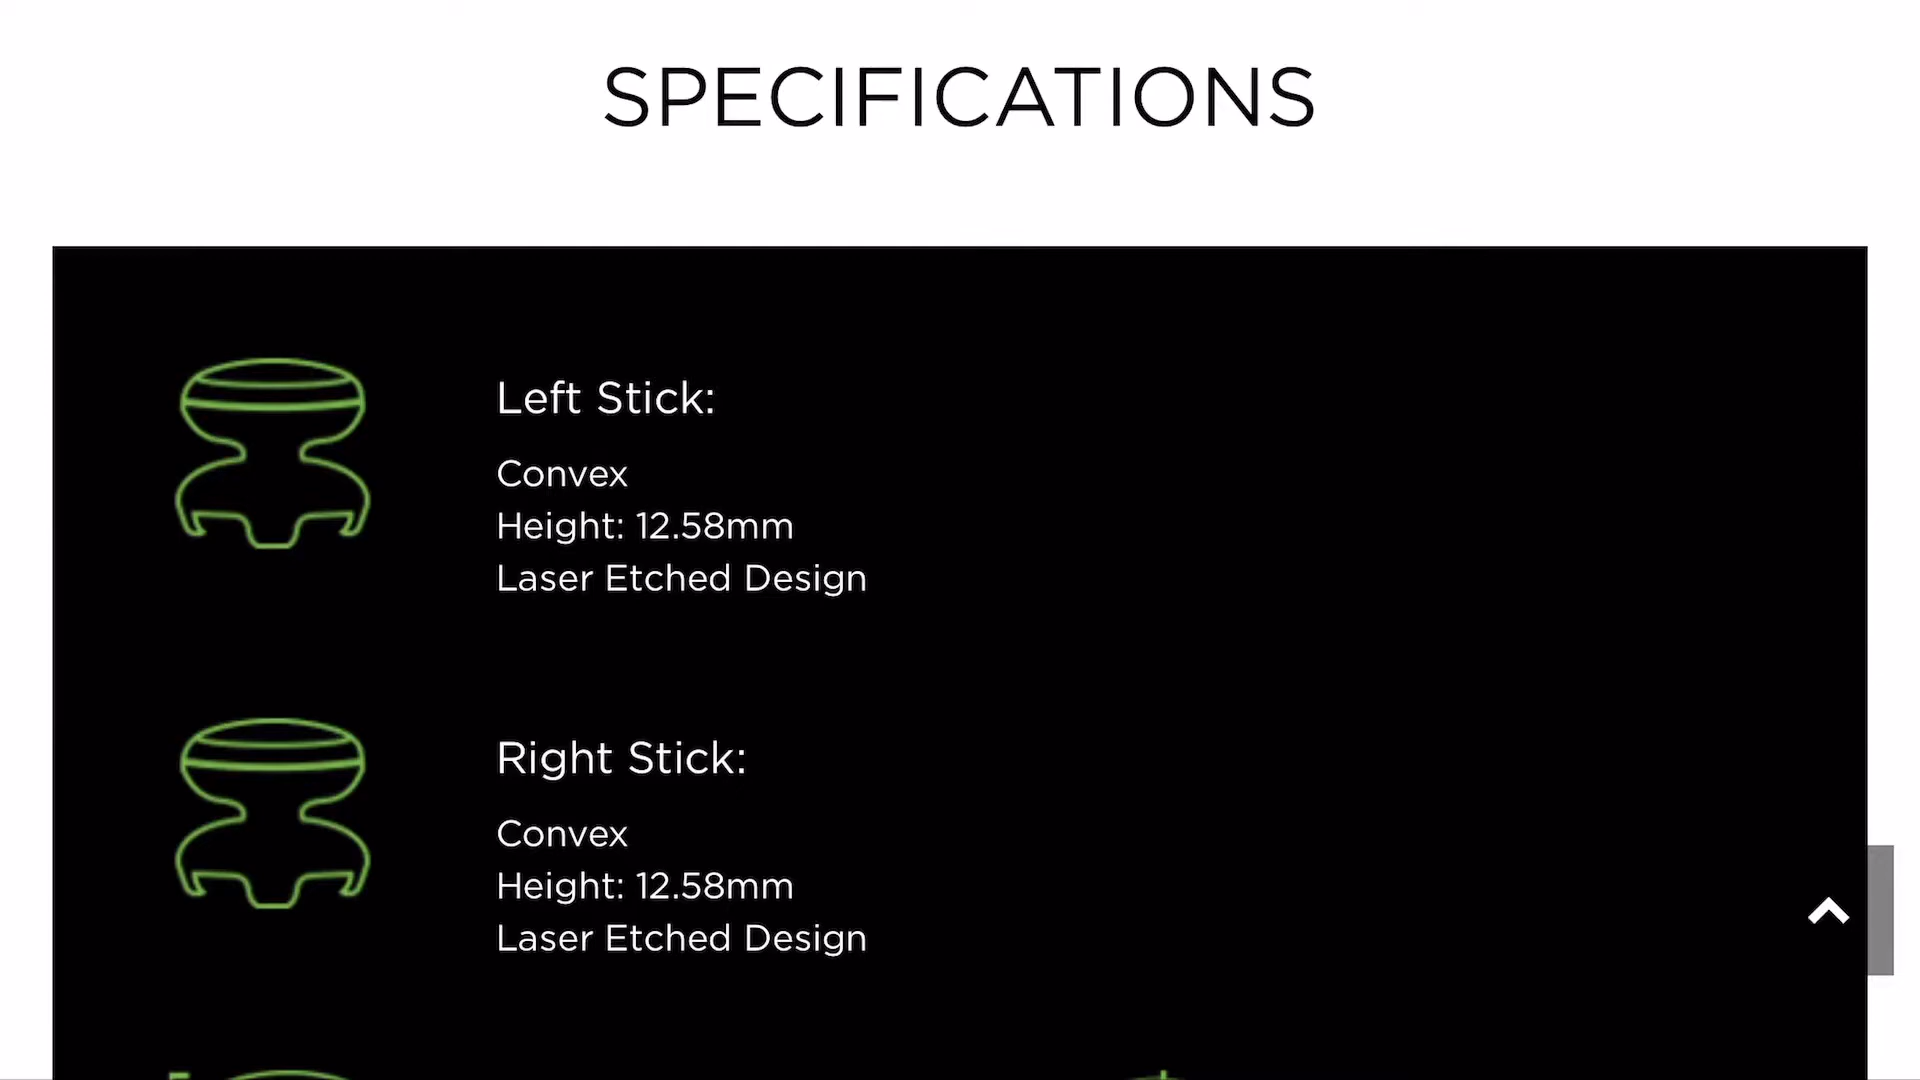 SPECIFICATIONS
Left Stick:
Convex
Height: 12.58mm
Laser Etched Design
Right Stick:
Convex
Height: 12.58mm
Laser Etched Design